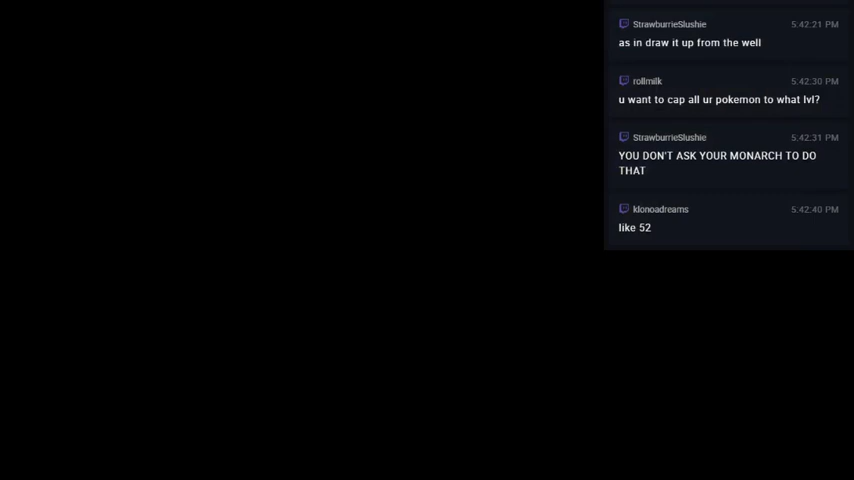 StrawburrieSlushie 5:42:21 PM
as in draw it up from the well
rollmilk 5:42:30 PM
u want to cap all ur pokemon to what lvl?
StrawburrieSlushie 5:42:31 PM
YOU DON'T ASK YOUR MONARCH TO DO
THAT
klonoadreams 5:42:40 PM
like 52